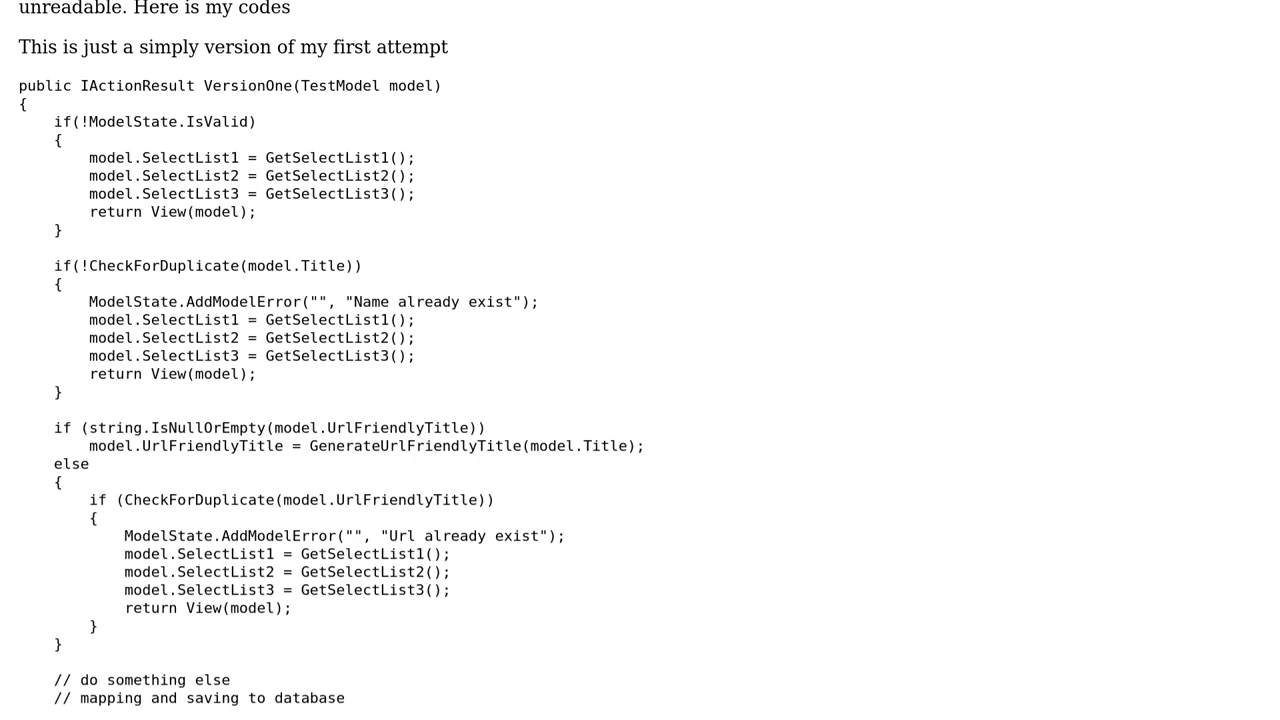 unreadable. Here is my codes
This is just a simply version of my first attempt
public IActionResult VersionOne(TestModel model)
{
    if(!ModelState.IsValid)
    {
        model.SelectList1 = GetSelectList1();
        model.SelectList2 = GetSelectList2();
        model.SelectList3 = GetSelectList3();
        return View(model);
    }

    if(!CheckForDuplicate(model.Title))
    {
        ModelState.AddModelError("", "Name already exist");
        model.SelectList1 = GetSelectList1();
        model.SelectList2 = GetSelectList2();
        model.SelectList3 = GetSelectList3();
        return View(model);
    }

    if (string.IsNullOrEmpty(model.UrlFriendlyTitle))
        model.UrlFriendlyTitle = GenerateUrlFriendlyTitle(model.Title);
    else
    {
        if (CheckForDuplicate(model.UrlFriendlyTitle))
        {
            ModelState.AddModelError("", "Url already exist");
            model.SelectList1 = GetSelectList1();
            model.SelectList2 = GetSelectList2();
            model.SelectList3 = GetSelectList3();
            return View(model);
        }
    }

    // do something else
    // mapping and saving to database